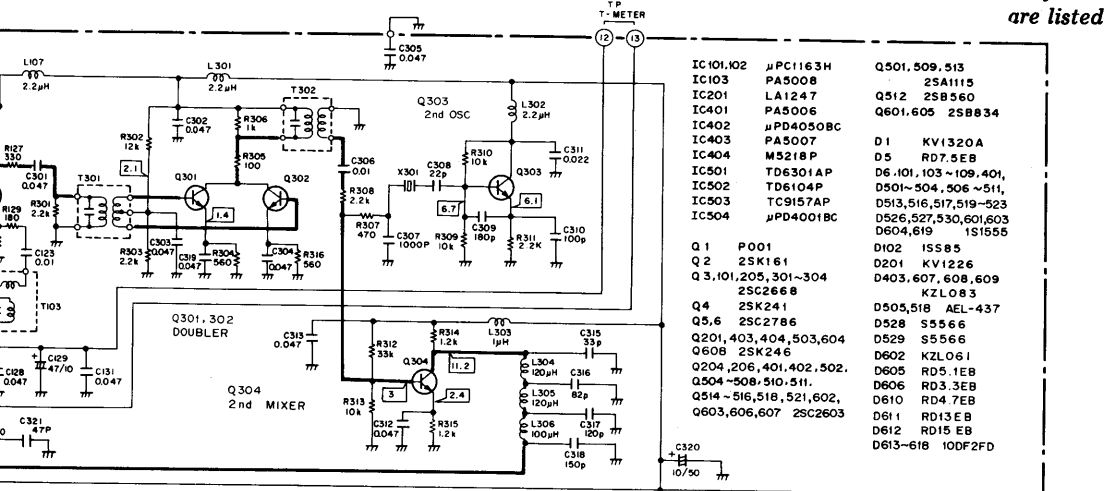 are listed
TP
T-METER
12 13
C305
0.047
L107
2.2μH
L301
2.2μH
T302
C302
0.047
R306
1k
R302
12k
Q303
2nd OSC
L302
2.2μH
R127
330
C301
0.047
2.1
R305
100
C306
0.01
R310
10k
C311
0.022
T301
Q301
Q302
R308
2.2k
X301
C308
22p
Q303
R129
180
R301
2.2k
1.4
6.7
6.1
R307
470
C307
1000P
R309
10k
C309
180p
R311
2.2K
C310
100p
C123
0.01
R303
2.2k
C303
0.047
C319
0.047
R304
560
C304
0.047
R316
560
T103
Q301,302
DOUBLER
C313
0.047
R312
33k
R314
1.2k
L303
1μH
C315
33p
C129
47/10
C128
0.047
C131
0.047
Q304
2nd MIXER
Q304
11.2
3
2.4
L304
120μH
C316
82p
L305
120μH
R313
10k
C312
0.047
R315
1.2k
L306
100μH
C317
120p
C318
150p
C321
47P
C320
10/50
IC101,102 μPC1163H
IC103 PA5008
IC201 LA1247
IC401 PA5006
IC402 μPD4050BC
IC403 PA5007
IC404 M5218P
IC501 TD6301AP
IC502 TD6104P
IC503 TC9157AP
IC504 μPD4001BC
Q1 P001
Q2 2SK161
Q3,101,205,301~304
2SC2668
Q4 2SK241
Q5,6 2SC2786
Q201,403,404,503,604
Q608 2SK246
Q204,206,401,402,502,
Q504~508,510,511,
Q514~516,518,521,602,
Q603,606,607 2SC2603
Q501,509,513
2SA1115
Q512 2SB560
Q601,605 2SB834
D1 KV1320A
D5 RD7.5EB
D6,101,103~109,401,
D501~504,506~511,
D513,516,517,519~523
D526,527,530,601,603
D604,619 1S1555
D102 1SS85
D201 KV1226
D403,607,608,609
KZL083
D505,518 AEL-437
D528 S5566
D529 S5566
D602 KZL061
D605 RD5.1EB
D606 RD3.3EB
D610 RD4.7EB
D611 RD13EB
D612 RD15EB
D613~618 10DF2FD